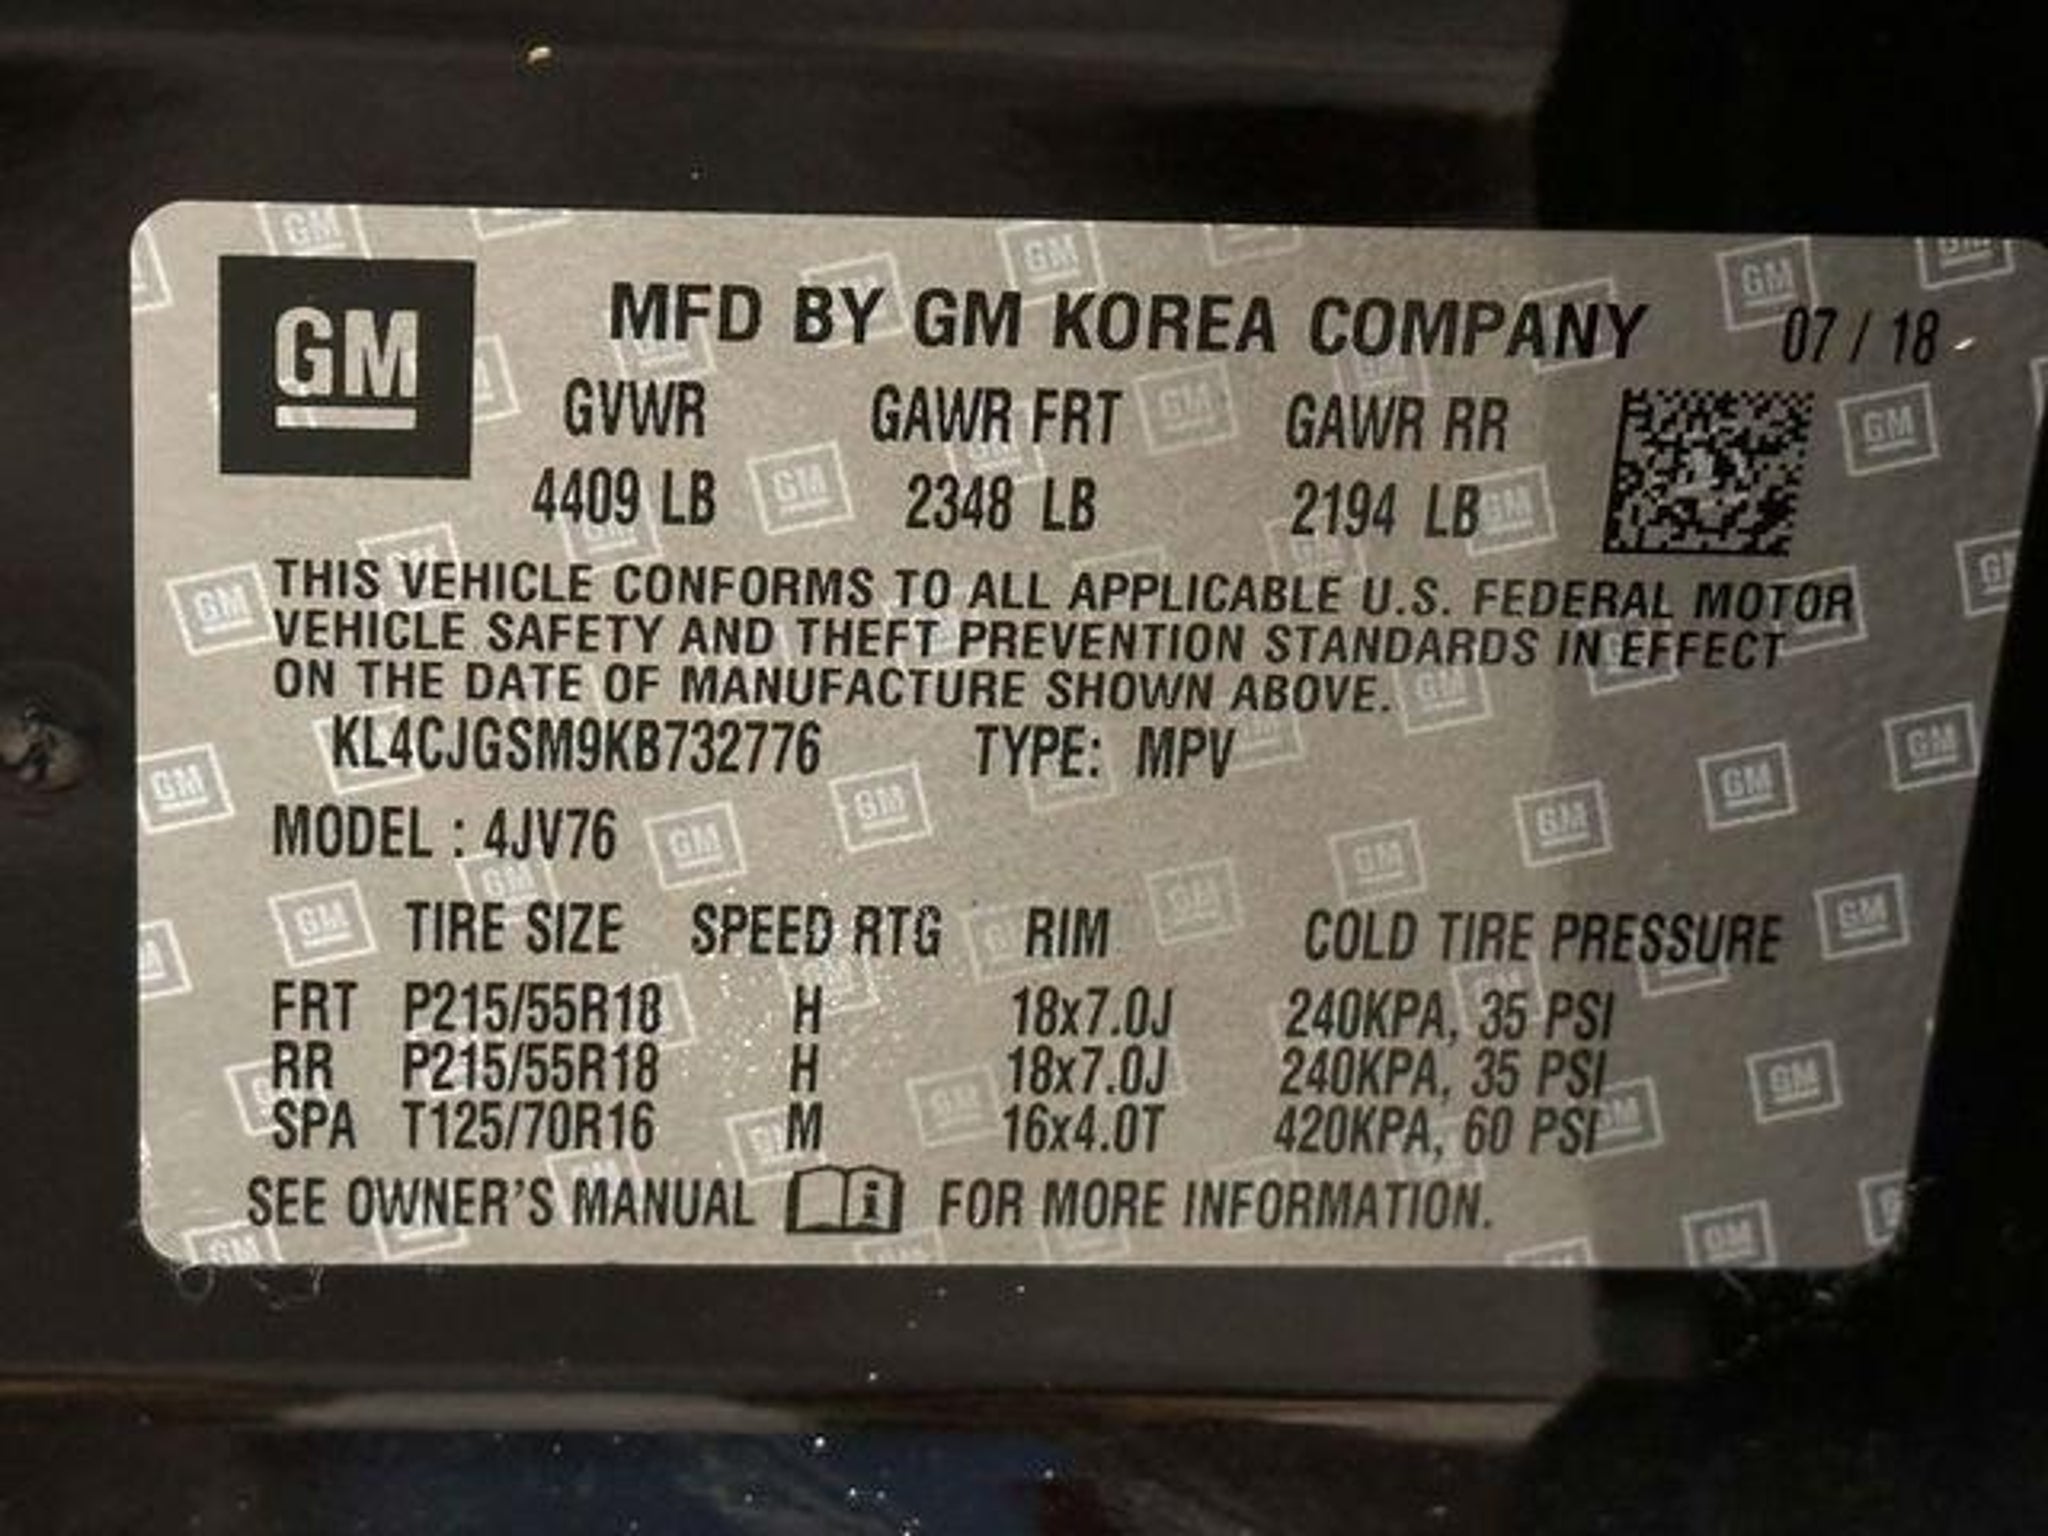 GM
MFD BY GM KOREA COMPANY 07 / 18
GVWR GAWR FRT GAWR RR
4409 LB 2348 LB 2194 LB
THIS VEHICLE CONFORMS TO ALL APPLICABLE U.S. FEDERAL MOTOR
VEHICLE SAFETY AND THEFT PREVENTION STANDARDS IN EFFECT
ON THE DATE OF MANUFACTURE SHOWN ABOVE.
KL4CJGSM9KB732776 TYPE: MPV
MODEL : 4JV76
TIRE SIZE SPEED RTG RIM COLD TIRE PRESSURE
FRT P215/55R18 H 18x7.0J 240KPA, 35 PSI
RR P215/55R18 H 18x7.0J 240KPA, 35 PSI
SPA T125/70R16 M 16x4.0T 420KPA, 60 PSI
SEE OWNER'S MANUAL i FOR MORE INFORMATION.